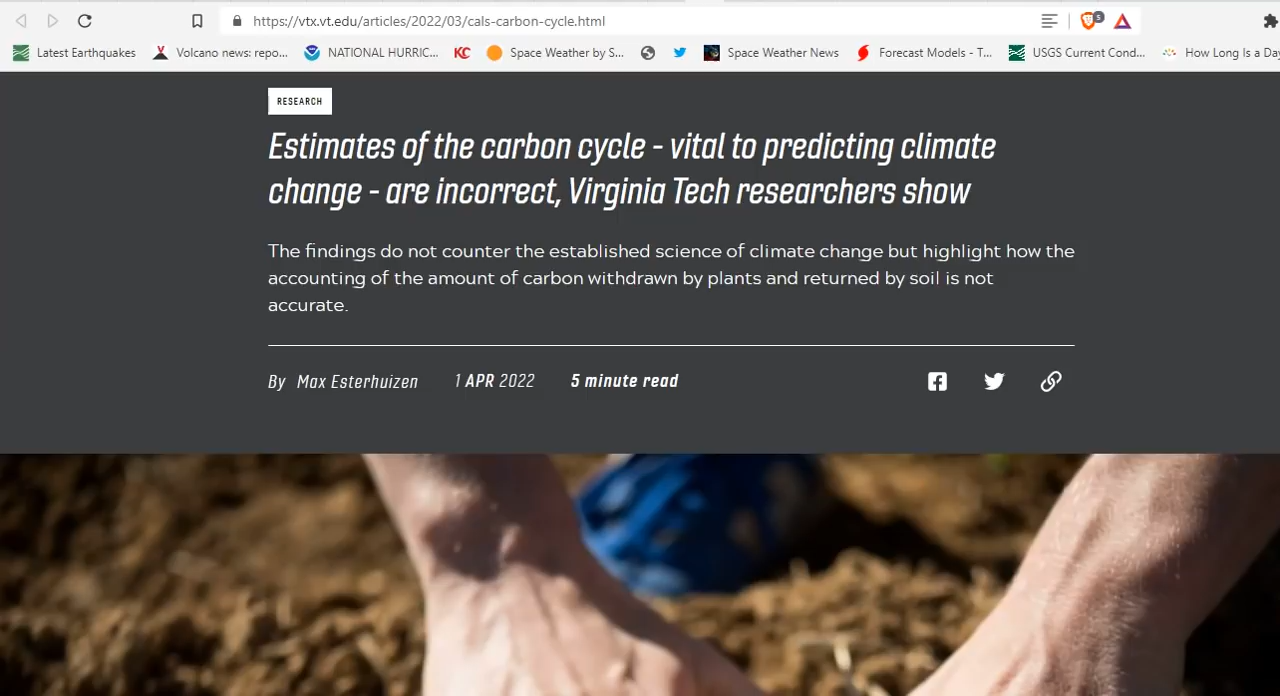 https://vtx.vt.edu/articles/2022/03/cals-carbon-cycle.html
5
Latest Earthquakes
Volcano news: repo...
NATIONAL HURRIC...
KC
Space Weather by S...
Space Weather News
Forecast Models - T...
USGS Current Cond...
How Long Is a Da
RESEARCH
Estimates of the carbon cycle - vital to predicting climate
change - are incorrect, Virginia Tech researchers show
The findings do not counter the established science of climate change but highlight how the
accounting of the amount of carbon withdrawn by plants and returned by soil is not
accurate.
By Max Esterhuizen
1 APR 2022
5 minute read